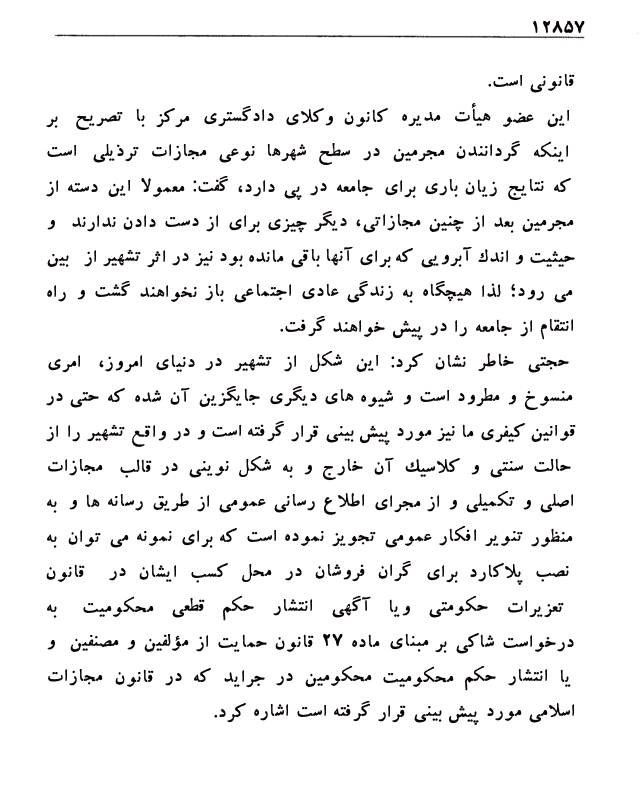 ۱۲۸۵۷
قانونی است.
این عضو هیأت مدیره کانون وکلای دادگستری مرکز با تصریح بر
اینکه گردانندن مجرمین در سطح شهرها نوعی مجازات ترذیلی است
که نتایج زیان باری برای جامعه در پی دارد، گفت: معمولا این دسته از
مجرمین بعد از چنین مجازاتی، دیگر چیزی برای از دست دادن ندارند و
حیثیت و اندك آبرویی که برای آنها باقی مانده بود نیز در اثر تشهیر از بین
می رود؛ لذا هیچگاه به زندگی عادی اجتماعی باز نخواهند گشت و راه
انتقام از جامعه را در پیش خواهند گرفت.
حجتی خاطر نشان کرد: این شکل از تشهیر در دنیای امروز، امری
منسوخ و مطرود است و شیوه های دیگری جایگزین آن شده که حتی در
قوانین کیفری ما نیز مورد پیش بینی قرار گرفته است و در واقع تشهیر را از
حالت سنتی و کلاسیك آن خارج و به شکل نوینی در قالب مجازات
اصلی و تکمیلی و از مجرای اطلاع رسانی عمومی از طریق رسانه ها و به
منظور تنویر افکار عمومی تجویز نموده است که برای نمونه می توان به
نصب پلاکارد برای گران فروشان در محل کسب ایشان در قانون
تعزیرات حکومتی ویا آگهی انتشار حکم قطعی محکومیت به
درخواست شاکی بر مبنای ماده ۲۷ قانون حمایت از مؤلفین و مصنفین و
یا انتشار حکم محکومیت محکومین در جراید که در قانون مجازات
اسلامی مورد پیش بینی قرار گرفته است اشاره کرد.